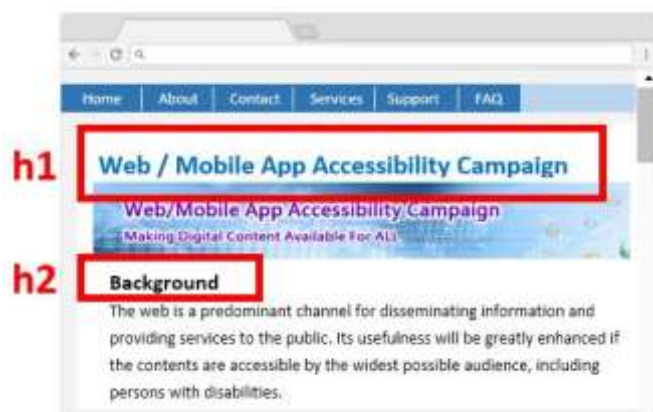 Home About Contact Services Support FAQ
h1
Web / Mobile App Accessibility Campaign
Web/Mobile App Accessibility Campaign
Making Digital Content Available For ALL
h2
Background
The web is a predominant channel for disseminating information and
providing services to the public. Its usefulness will be greatly enhanced if
the contents are accessible by the widest possible audience, including
persons with disabilities.